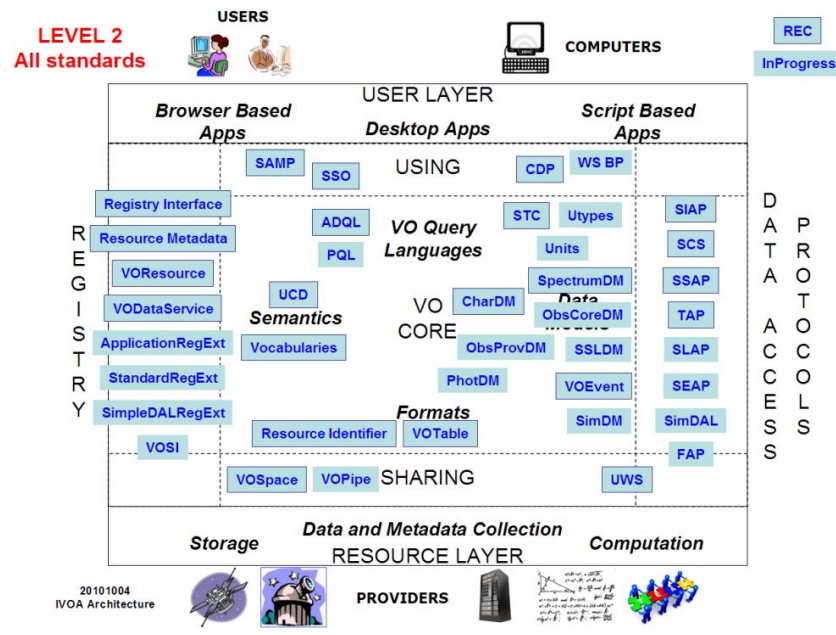 LEVEL 2
All standards
USERS
COMPUTERS
REC
InProgress
USER LAYER
Browser Based
Apps
Desktop Apps
Script Based
Apps
SAMP
SSO
USING
CDP
WS BP
REGISTRY
Registry Interface
Resource Metadata
VOResource
VODataService
ApplicationRegExt
StandardRegExt
SimpleDALRegExt
VOSI
ADQL
PQL
VO Query
Languages
STC
Utypes
Units
UCD
Semantics
Vocabularies
VO
CORE
SpectrumDM
CharDM
Data
Models
ObsCoreDM
ObsProvDM
SSLDM
PhotDM
VOEvent
SimDM
Formats
Resource Identifier
VOTable
SIAP
SCS
SSAP
TAP
SLAP
SEAP
SimDAL
FAP
DATA ACCESS
PROTOCOLS
VOSpace
VOPipe
SHARING
UWS
Data and Metadata Collection
Storage
RESOURCE LAYER
Computation
20101004
IVOA Architecture
PROVIDERS